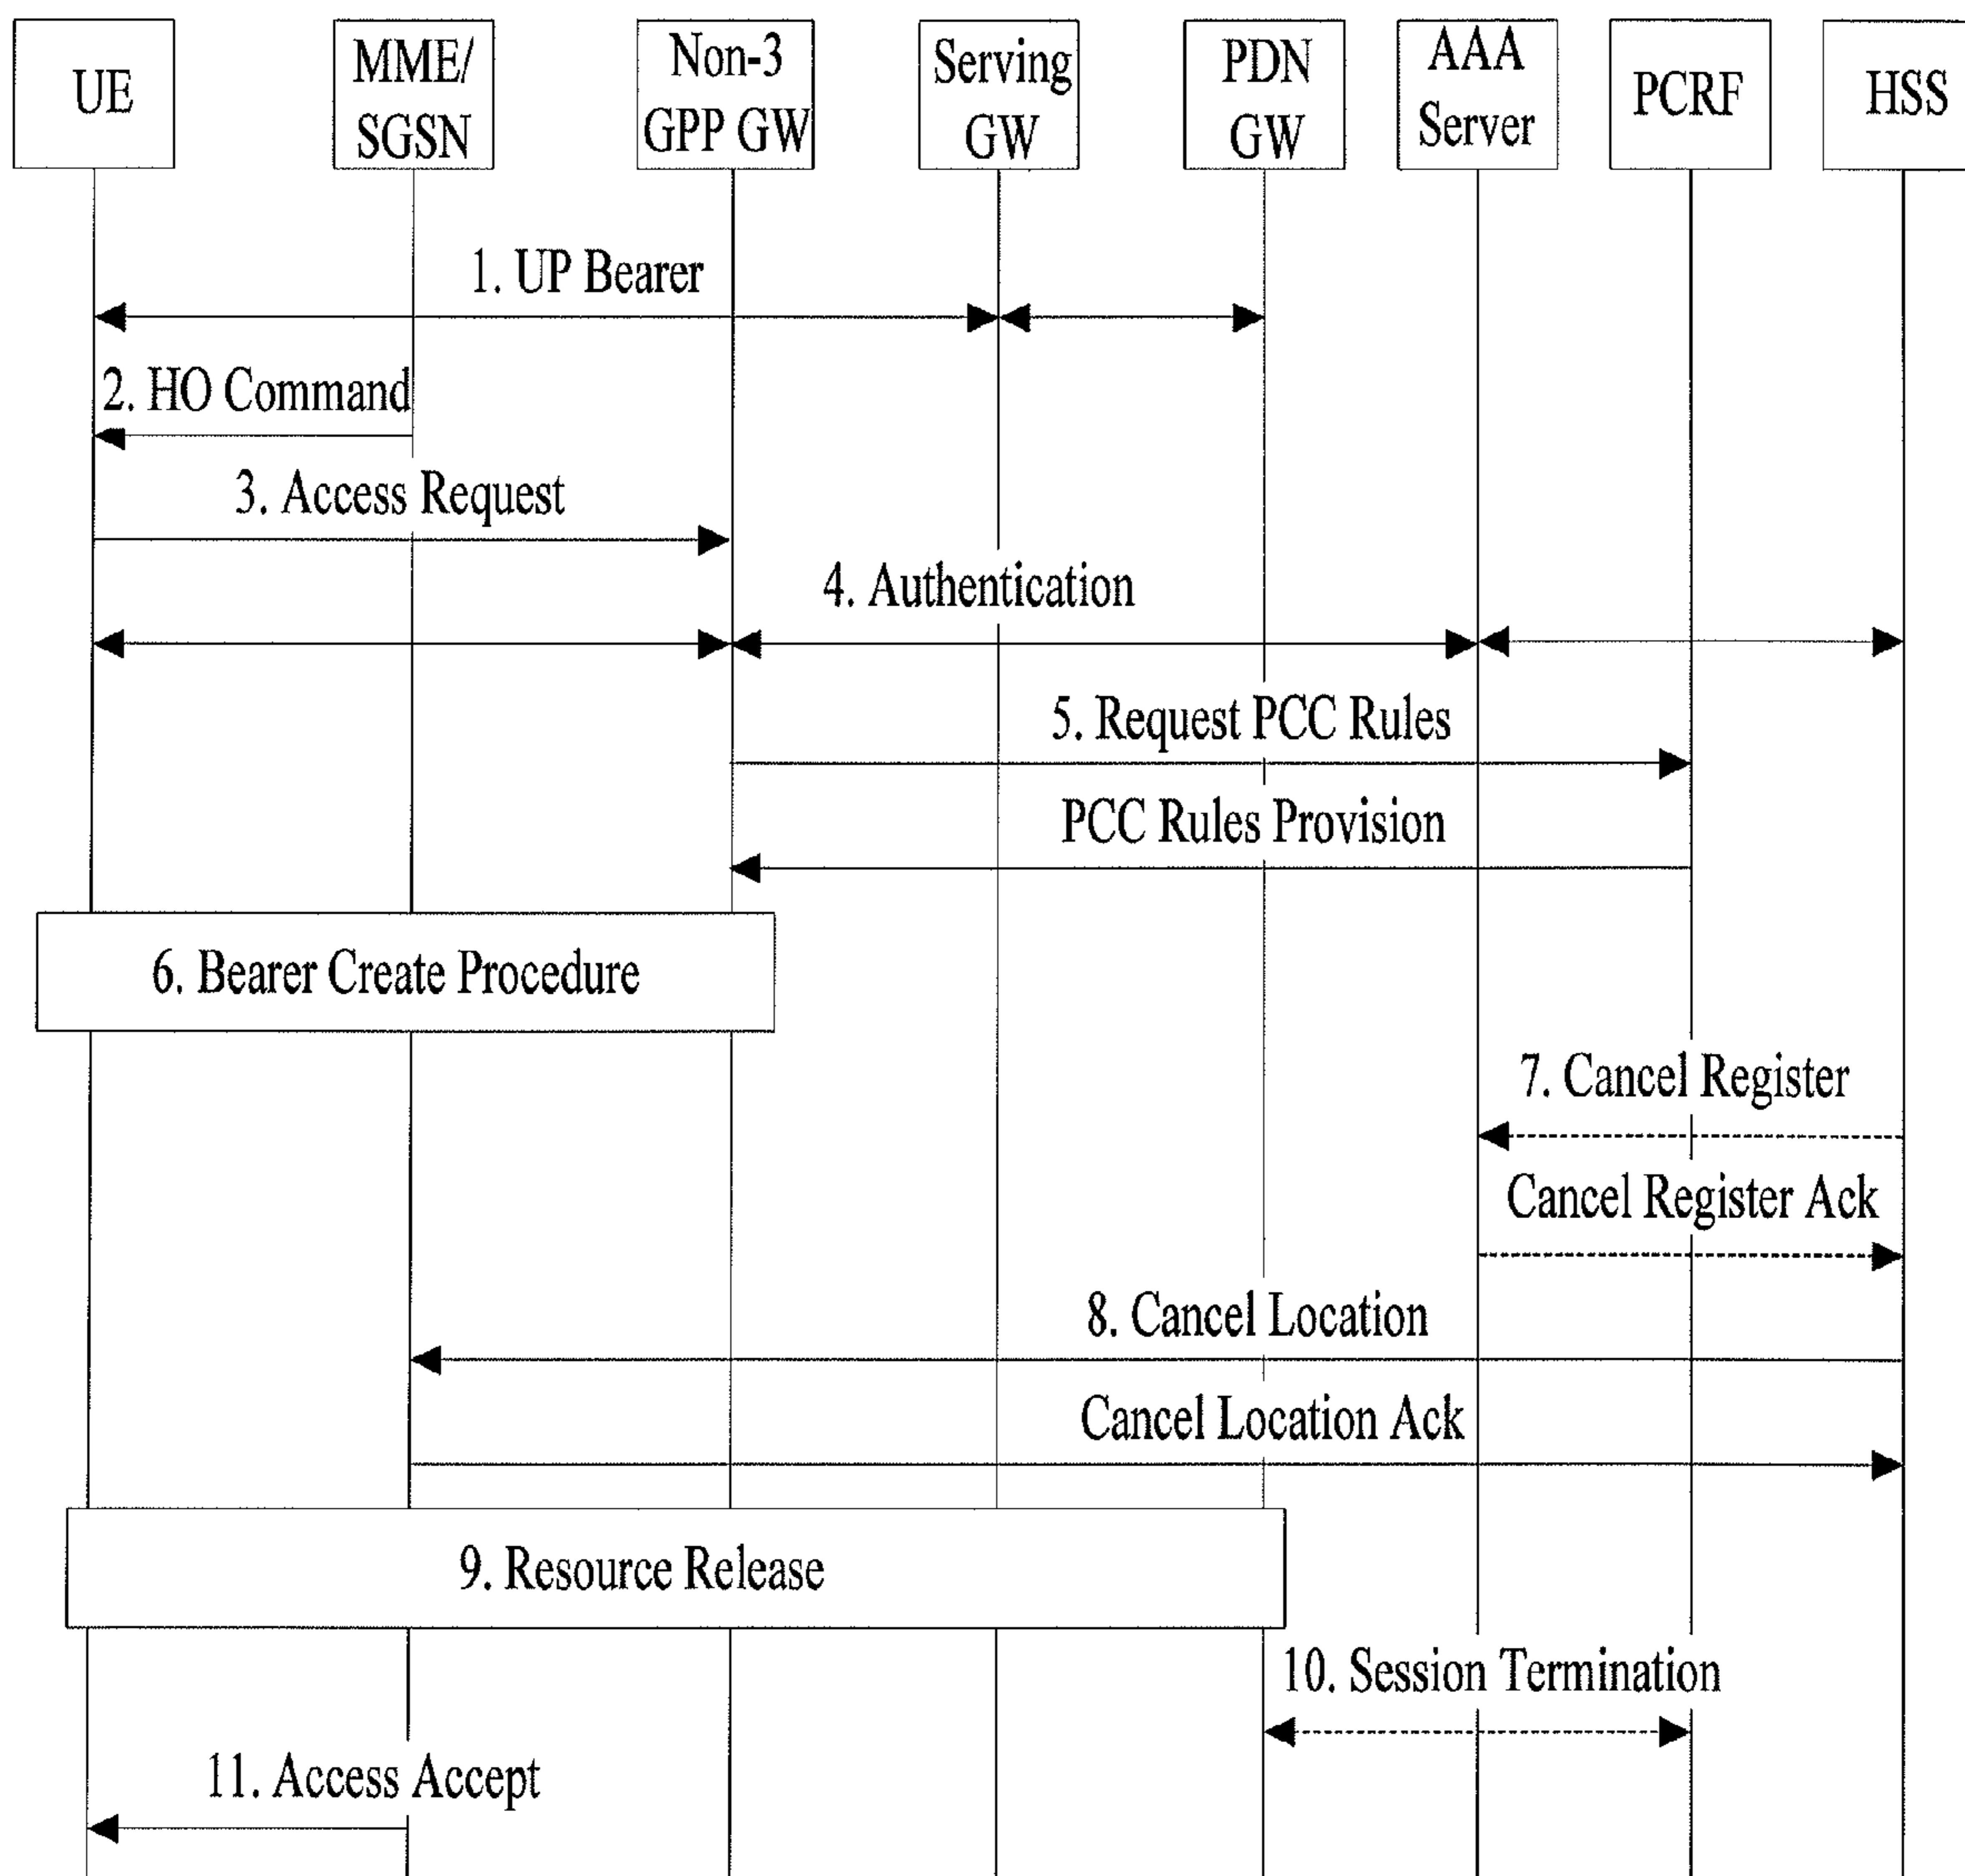 UE
MME/
SGSN
Non-3
GPP GW
Serving
GW
PDN
GW
AAA
Server
PCRF
HSS
1. UP Bearer
2. HO Command
3. Access Request
4. Authentication
5. Request PCC Rules
PCC Rules Provision
6. Bearer Create Procedure
7. Cancel Register
Cancel Register Ack
8. Cancel Location
Cancel Location Ack
9. Resource Release
10. Session Termination
11. Access Accept